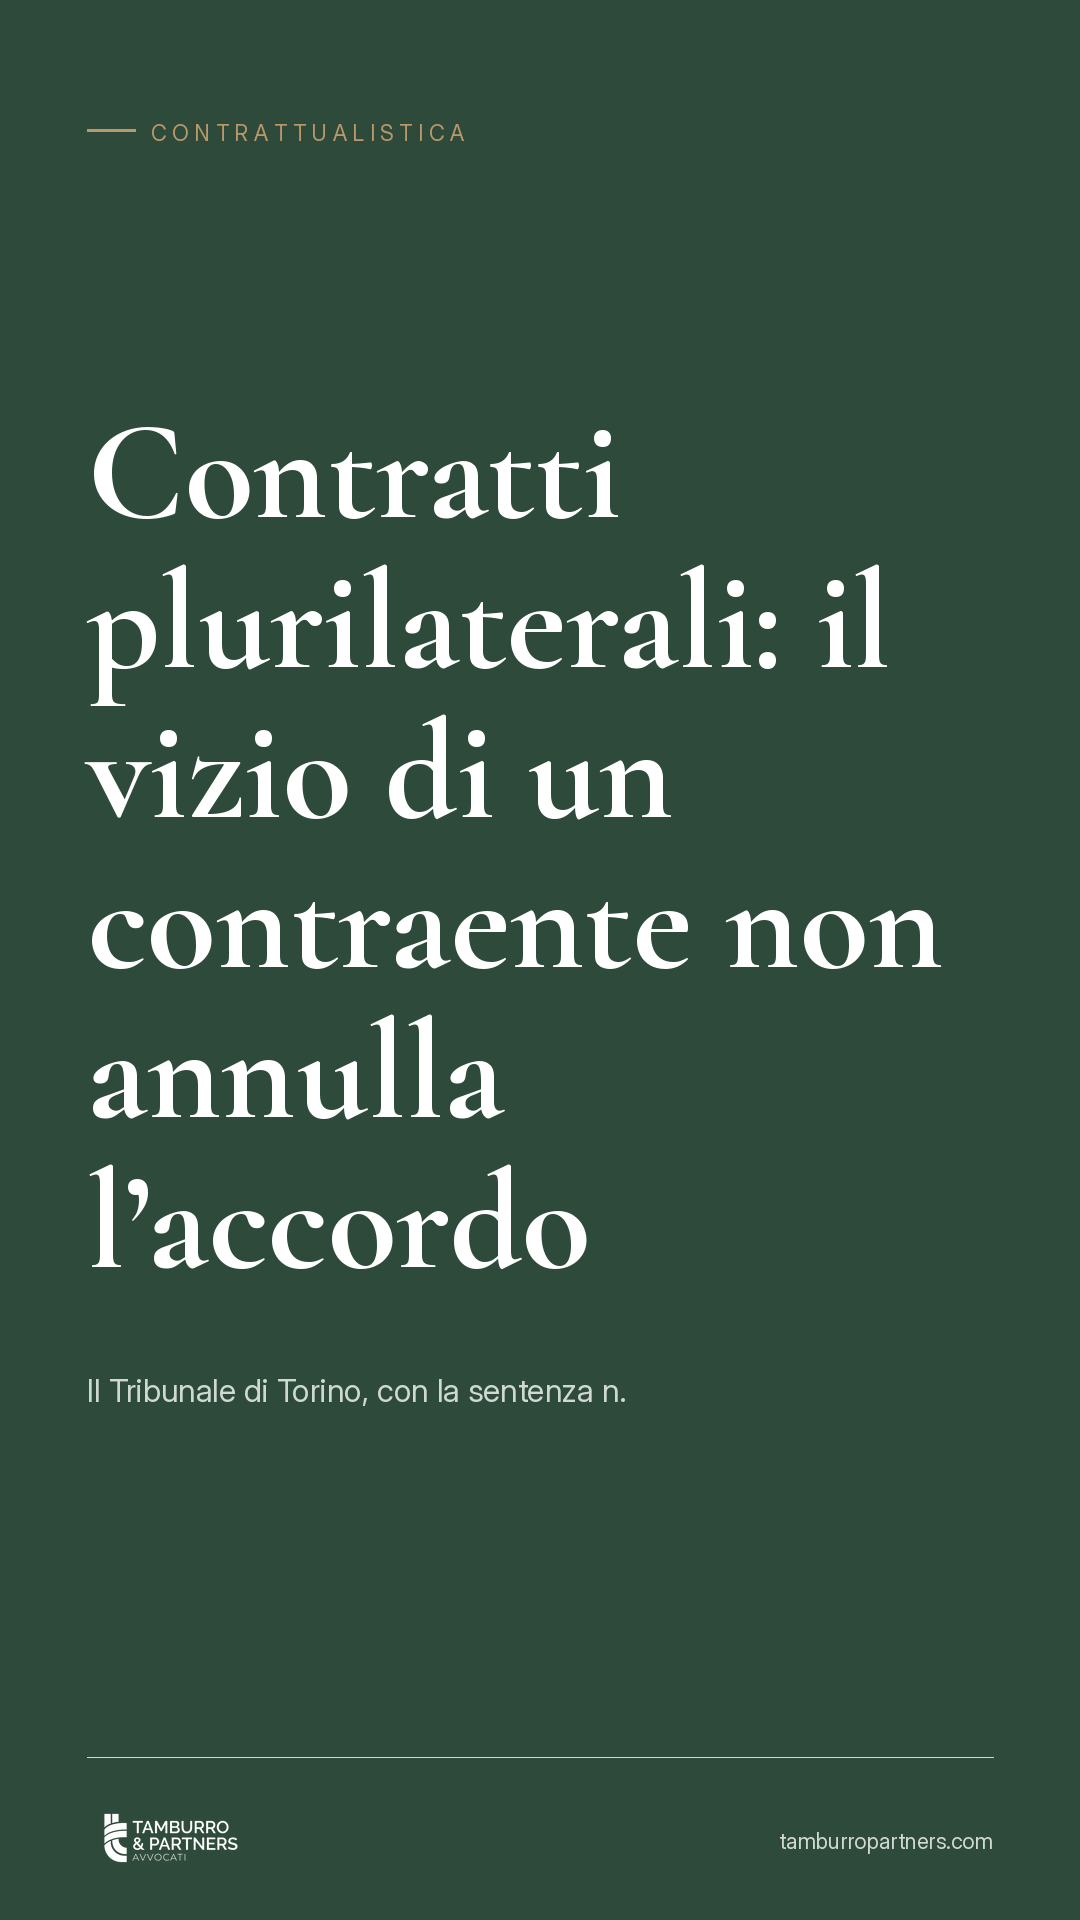 CONTRATTUALISTICA
Contratti
plurilaterali: il
vizio di un
contraente non
annulla
l’accordo
Il Tribunale di Torino, con la sentenza n.
TAMBURRO
& PARTNERS
AVVOCATI
tamburropartners.com